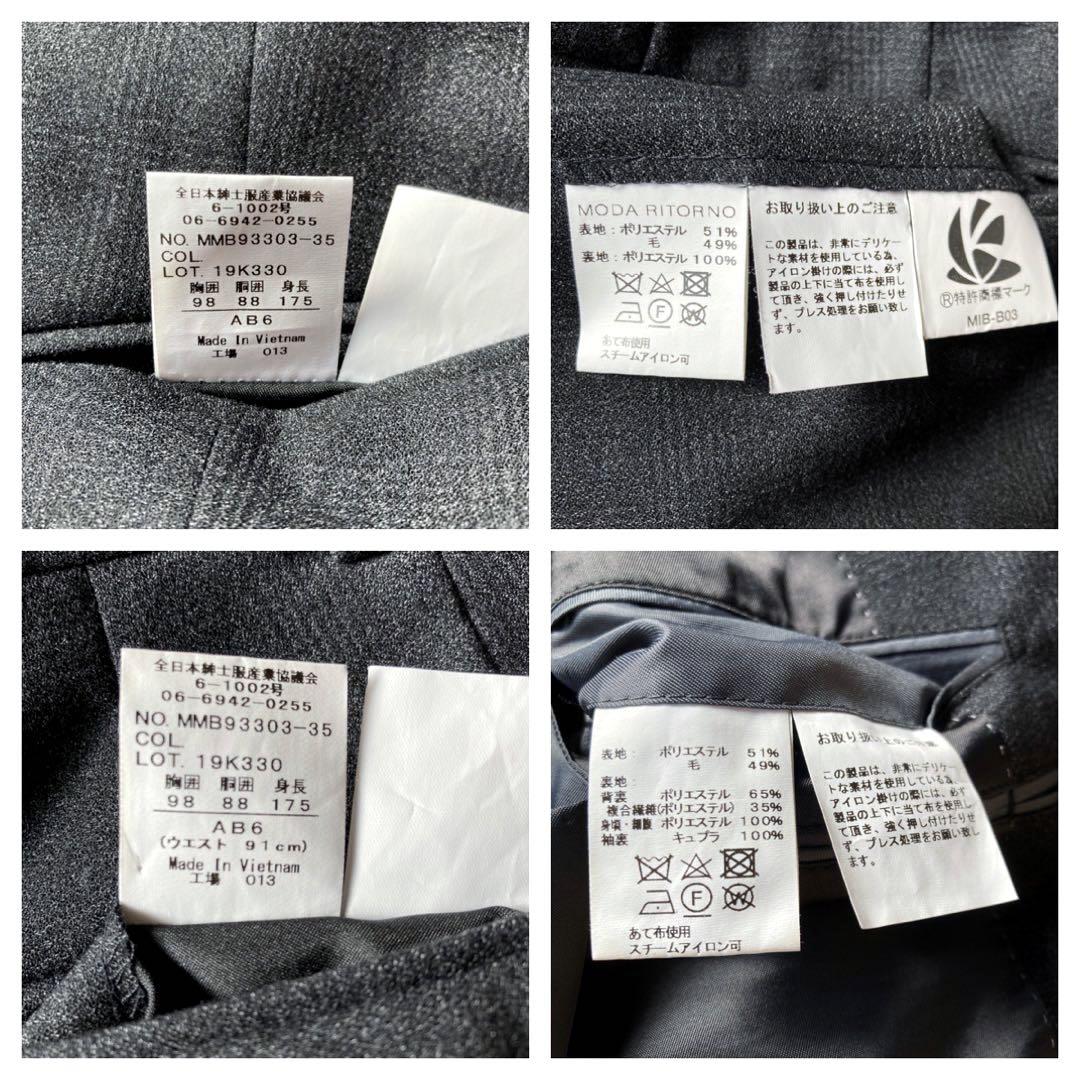 全日本紳士服産業協議会
6-1002号
06-6942-0255
NO. MMB93303-35
COL.
LOT. 19K330
胸囲 胴囲 身長
98 88 175
AB6
Made In Vietnam
工場 013
MODA RITORNO
表地：ポリエステル 51%
毛 49%
裏地：ポリエステル 100%
F
W
あて布使用
スチームアイロン可
お取り扱い上のご注意
この製品は、非常にデリケー
トな素材を使用している為、
アイロン掛けの際には、必ず
製品の上下に当て布を使用し
て頂き、強く押し付けたりせ
ず、プレス処理をお願い致し
ます。
Ⓡ特許商標マーク
MIB-B03
全日本紳士服産業協議会
6-1002号
06-6942-0255
NO. MMB93303-35
COL.
LOT. 19K330
胸囲 胴囲 身長
98 88 175
AB6
(ウエスト 91cm)
Made In Vietnam
工場 013
表地： ポリエステル 51%
毛 49%
裏地：
背裏 ポリエステル 65%
複合繊維(ポリエステル) 35%
身頃・細腹 ポリエステル 100%
袖裏 キュプラ 100%
F
W
あて布使用
スチームアイロン可
お取り扱い上のご注意
この製品は、非常にデリケー
トな素材を使用している為、
アイロン掛けの際には、必ず
製品の上下に当て布を使用し
て頂き、強く押し付けたりせ
ず、プレス処理をお願い致し
ます。